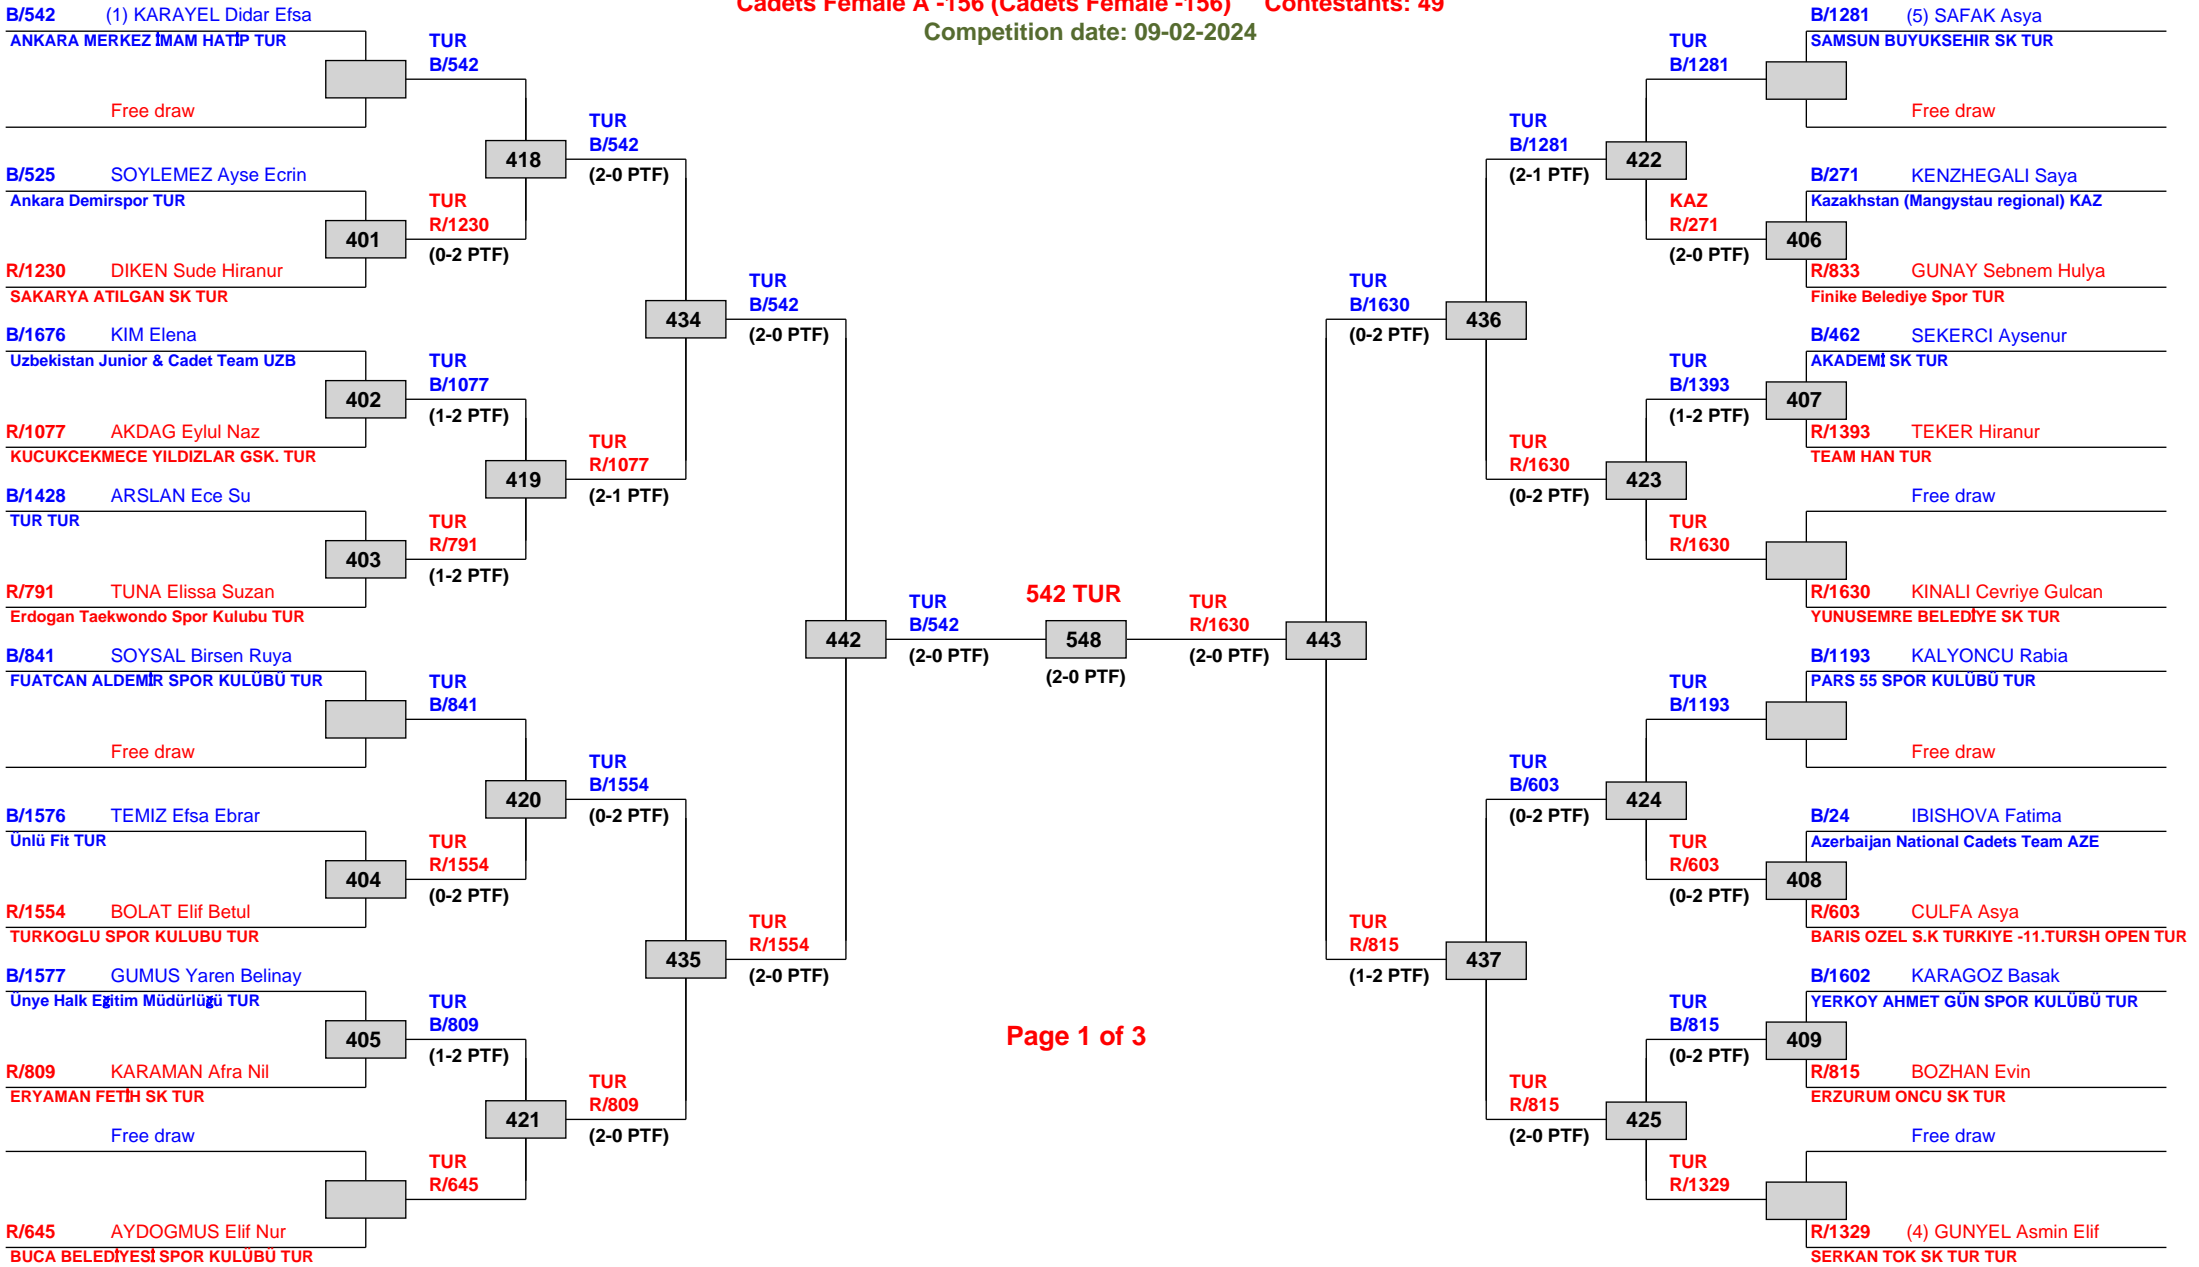 Cadets Female A -156 (Cadets Female -156) Contestants: 49
Competition date: 09-02-2024
B/542 (1) KARAYEL Didar Efsa
ANKARA MERKEZ İMAM HATİP TUR
Free draw
B/525 SOYLEMEZ Ayse Ecrin
Ankara Demirspor TUR
401
R/1230 DIKEN Sude Hiranur
SAKARYA ATILGAN SK TUR
B/1676 KIM Elena
Uzbekistan Junior & Cadet Team UZB
402
R/1077 AKDAG Eylul Naz
KUCUKCEKMECE YILDIZLAR GSK. TUR
B/1428 ARSLAN Ece Su
TUR TUR
403
R/791 TUNA Elissa Suzan
Erdogan Taekwondo Spor Kulubu TUR
B/841 SOYSAL Birsen Ruya
FUATCAN ALDEMİR SPOR KULÜBÜ TUR
Free draw
B/1576 TEMIZ Efsa Ebrar
Ünlü Fit TUR
404
R/1554 BOLAT Elif Betul
TURKOGLU SPOR KULUBU TUR
B/1577 GUMUS Yaren Belinay
Ünye Halk Eğitim Müdürlüğü TUR
405
R/809 KARAMAN Afra Nil
ERYAMAN FETİH SK TUR
Free draw
R/645 AYDOGMUS Elif Nur
BUCA BELEDİYESİ SPOR KULÜBÜ TUR
TUR
B/542
418
TUR
R/1230
(0-2 PTF)
TUR
B/1077
(1-2 PTF)
419
TUR
R/791
(1-2 PTF)
TUR
B/841
420
TUR
R/1554
(0-2 PTF)
TUR
B/809
(1-2 PTF)
421
TUR
R/645
TUR
B/542
(2-0 PTF)
434
TUR
R/1077
(2-1 PTF)
TUR
B/1554
(0-2 PTF)
435
TUR
R/809
(2-0 PTF)
TUR
B/542
(2-0 PTF)
442
TUR
R/1554
(2-0 PTF)
TUR
B/542
(2-0 PTF)
542 TUR
548
(2-0 PTF)
Page 1 of 3
TUR
R/1630
(2-0 PTF)
443
TUR
B/1630
(0-2 PTF)
436
TUR
R/815
(1-2 PTF)
437
TUR
B/1281
(2-1 PTF)
422
TUR
R/1630
(0-2 PTF)
423
TUR
B/603
(0-2 PTF)
424
TUR
R/815
(2-0 PTF)
425
TUR
B/1281
KAZ
R/271
(2-0 PTF)
TUR
B/1393
(1-2 PTF)
TUR
R/1630
TUR
B/1193
TUR
R/603
(0-2 PTF)
TUR
B/815
(0-2 PTF)
TUR
R/1329
B/1281 (5) SAFAK Asya
SAMSUN BUYUKSEHIR SK TUR
Free draw
B/271 KENZHEGALI Saya
Kazakhstan (Mangystau regional) KAZ
406
R/833 GUNAY Sebnem Hulya
Finike Belediye Spor TUR
B/462 SEKERCI Aysenur
AKADEMİ SK TUR
407
R/1393 TEKER Hiranur
TEAM HAN TUR
Free draw
R/1630 KINALI Cevriye Gulcan
YUNUSEMRE BELEDİYE SK TUR
B/1193 KALYONCU Rabia
PARS 55 SPOR KULÜBÜ TUR
Free draw
B/24 IBISHOVA Fatima
Azerbaijan National Cadets Team AZE
408
R/603 CULFA Asya
BARIS OZEL S.K TURKIYE -11.TURSH OPEN TUR
B/1602 KARAGOZ Basak
YERKOY AHMET GÜN SPOR KULÜBÜ TUR
409
R/815 BOZHAN Evin
ERZURUM ONCU SK TUR
Free draw
R/1329 (4) GUNYEL Asmin Elif
SERKAN TOK SK TUR TUR